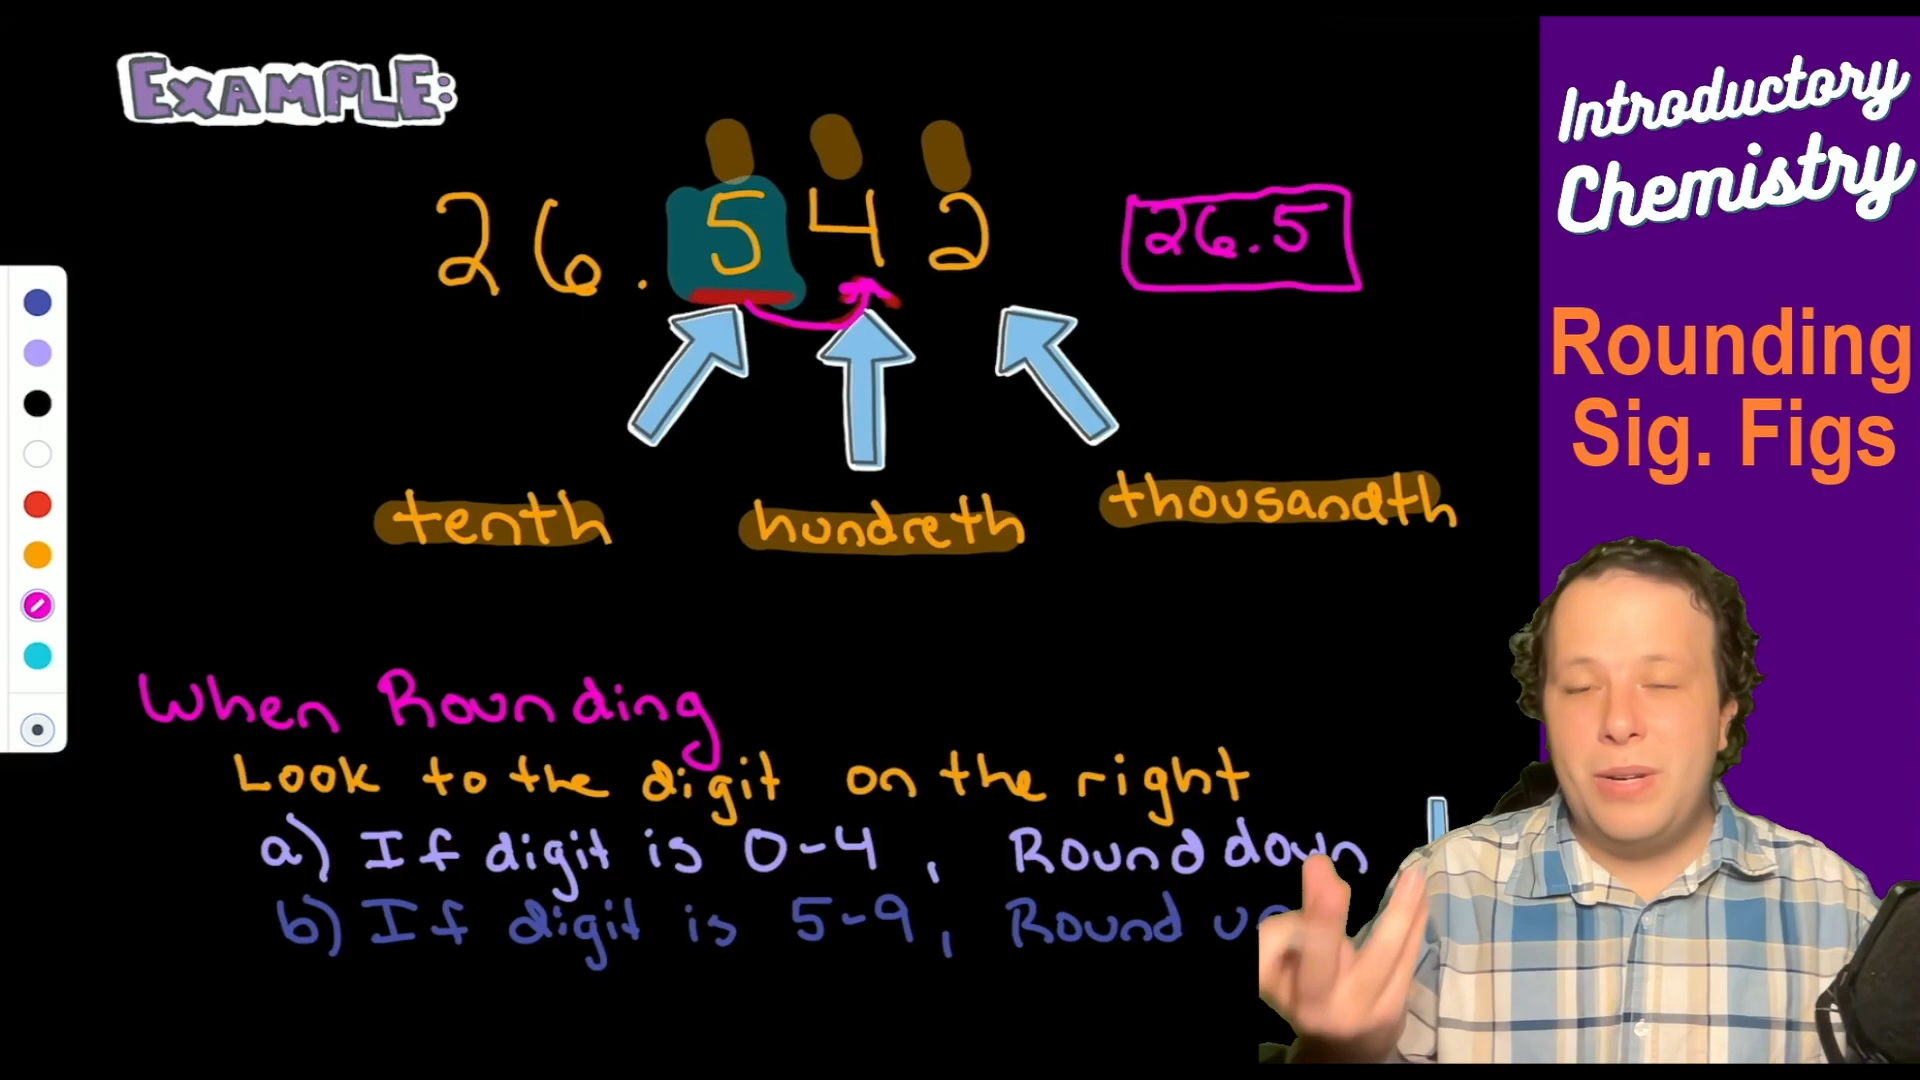 EXAMPLE:
26.542
26.5
tenth
hundreth
thousandth
When Rounding
Look to the digit on the right
a) If digit is 0-4, Round down
b) If digit is 5-9, Round
Introductory
Chemistry
Rounding
Sig. Figs